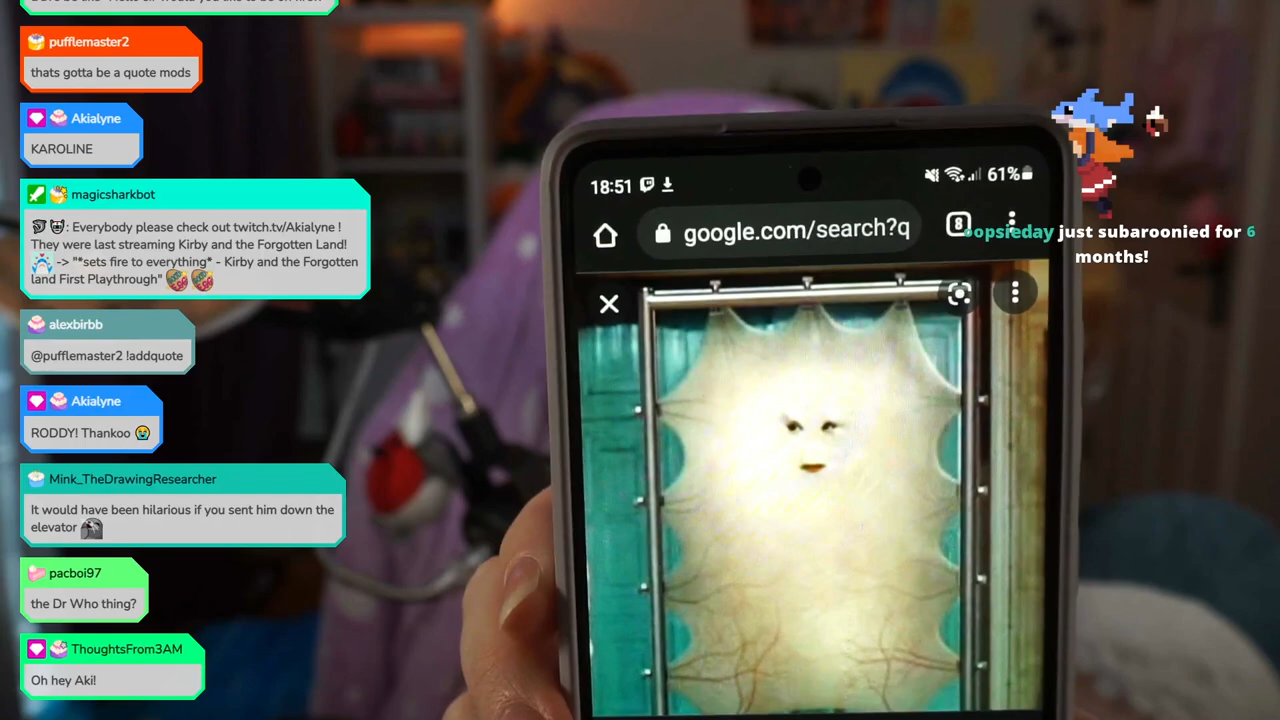 pufflemaster2
thats gotta be a quote mods
Akialyne
KAROLINE
magicsharkbot
: Everybody please check out twitch.tv/Akialyne !
They were last streaming Kirby and the Forgotten Land!
-> "*sets fire to everything* - Kirby and the Forgotten
land First Playthrough"
alexbirbb
@pufflemaster2 !addquote
Akialyne
RODDY! Thankoo
Mink_TheDrawingResearcher
It would have been hilarious if you sent him down the
elevator
pacboi97
the Dr Who thing?
ThoughtsFrom3AM
Oh hey Aki!
18:51
61%
google.com/search?q
8
oopsieday just subaroonied for 6
months!